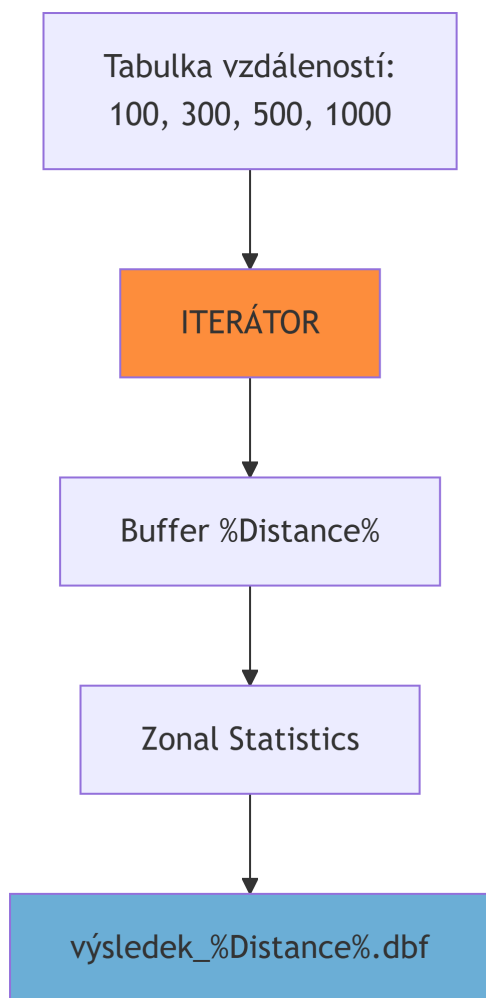 Tabulka vzdáleností:
100, 300, 500, 1000
ITERÁTOR
Buffer %Distance%
Zonal Statistics
výsledek_%Distance%.dbf